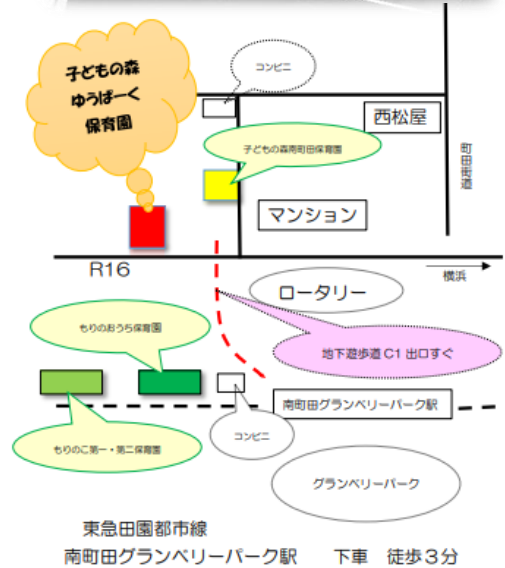 コンビニ
子どもの森
ゆうぱーく
保育園
西松屋
子どもの森南町田保育園
町田街道
マンション
R16
横浜
ロータリー
もりのおうち保育園
地下遊歩道 C1 出口すぐ
南町田グランベリーパーク駅
コンビニ
もりのこ第一・第二保育園
グランベリーパーク
東急田園都市線
南町田グランベリーパーク駅 下車 徒歩3分